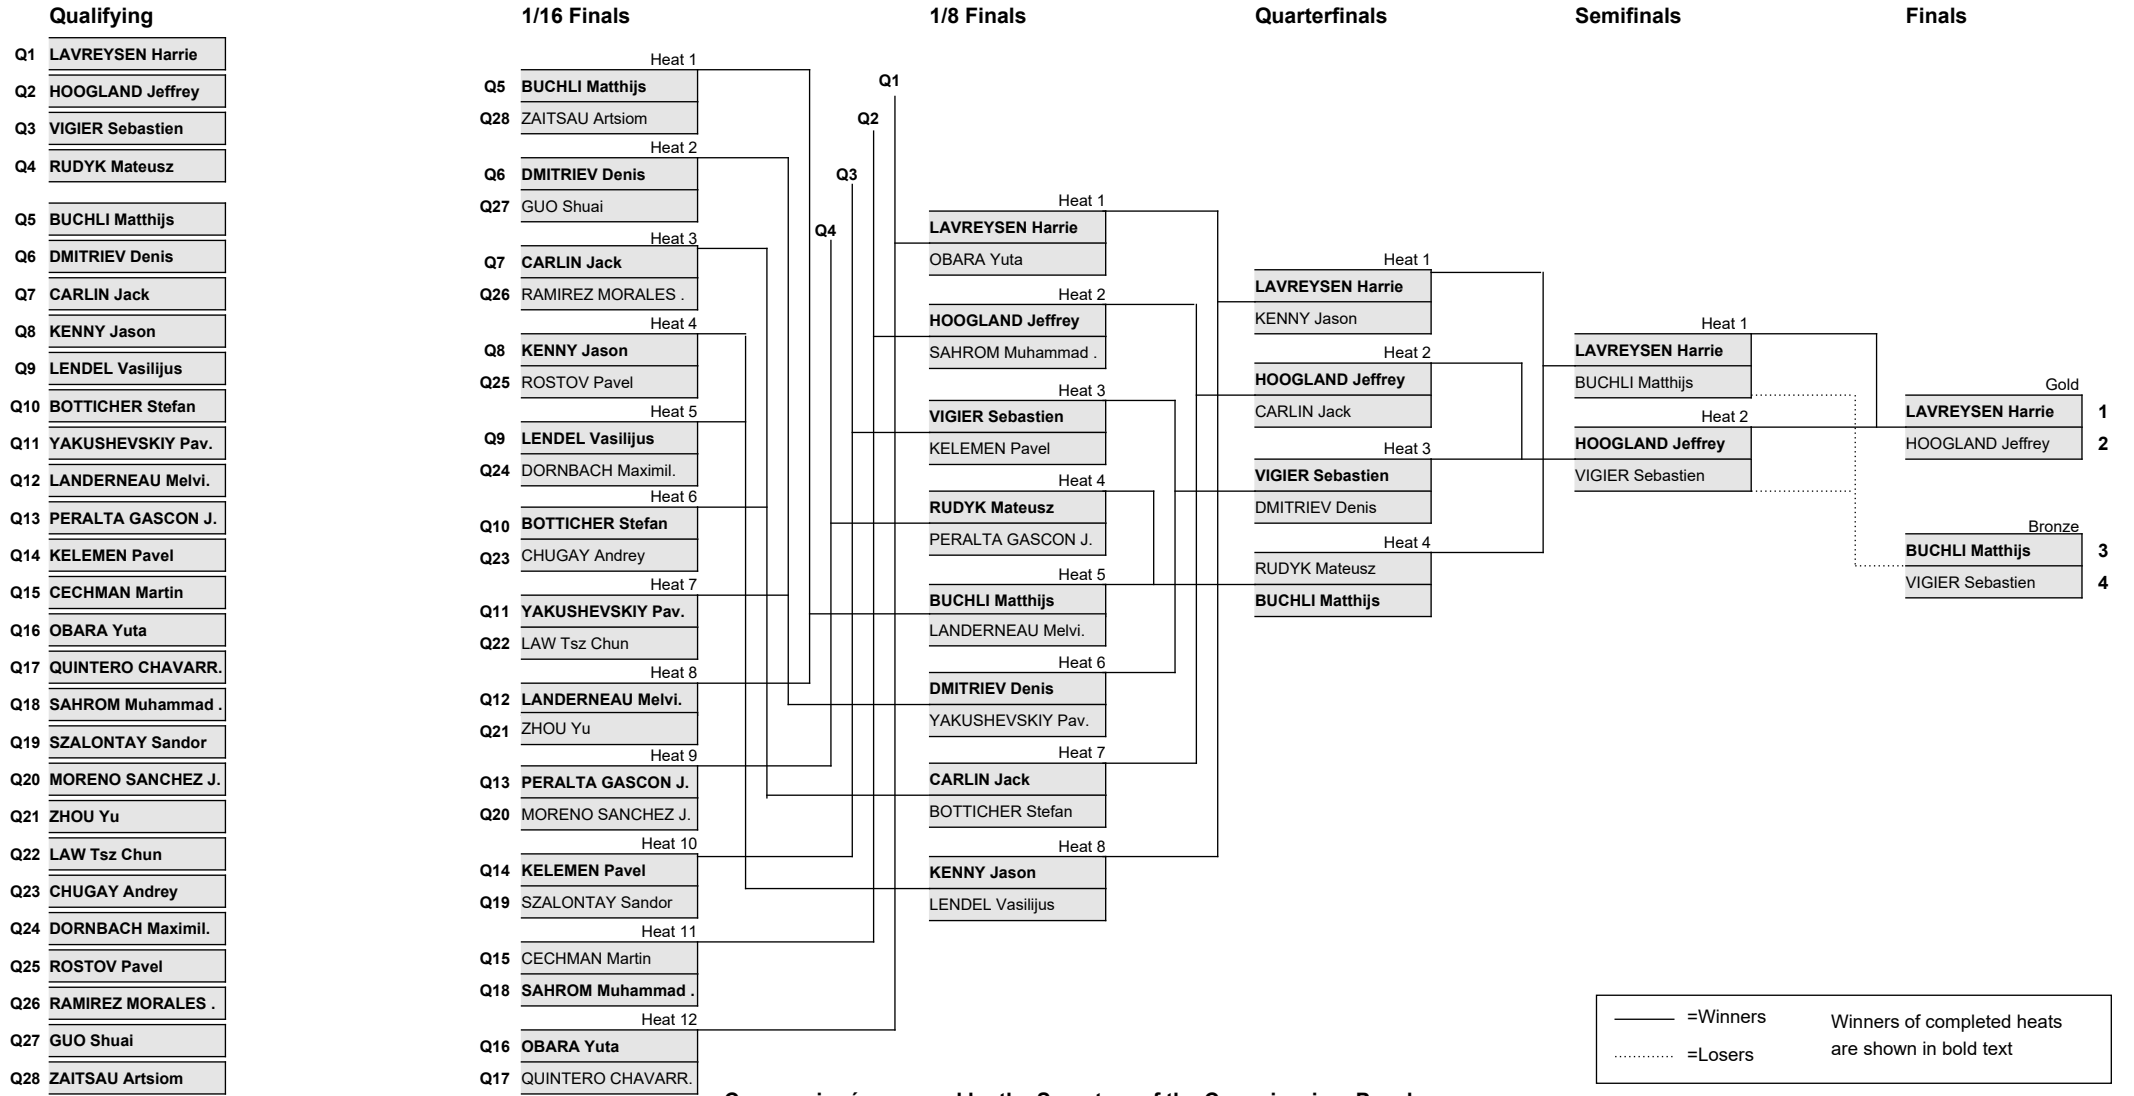 Qualifying
1/16 Finals
1/8 Finals
Quarterfinals
Semifinals
Finals
Q1 LAVREYSEN Harrie
Q2 HOOGLAND Jeffrey
Q3 VIGIER Sebastien
Q4 RUDYK Mateusz
Q5 BUCHLI Matthijs
Q6 DMITRIEV Denis
Q7 CARLIN Jack
Q8 KENNY Jason
Q9 LENDEL Vasilijus
Q10 BOTTICHER Stefan
Q11 YAKUSHEVSKIY Pav.
Q12 LANDERNEAU Melvi.
Q13 PERALTA GASCON J.
Q14 KELEMEN Pavel
Q15 CECHMAN Martin
Q16 OBARA Yuta
Q17 QUINTERO CHAVARR.
Q18 SAHROM Muhammad .
Q19 SZALONTAY Sandor
Q20 MORENO SANCHEZ J.
Q21 ZHOU Yu
Q22 LAW Tsz Chun
Q23 CHUGAY Andrey
Q24 DORNBACH Maximil.
Q25 ROSTOV Pavel
Q26 RAMIREZ MORALES .
Q27 GUO Shuai
Q28 ZAITSAU Artsiom
Heat 1
Q5 BUCHLI Matthijs
Q28 ZAITSAU Artsiom
Heat 2
Q6 DMITRIEV Denis
Q27 GUO Shuai
Heat 3
Q7 CARLIN Jack
Q26 RAMIREZ MORALES .
Heat 4
Q8 KENNY Jason
Q25 ROSTOV Pavel
Heat 5
Q9 LENDEL Vasilijus
Q24 DORNBACH Maximil.
Heat 6
Q10 BOTTICHER Stefan
Q23 CHUGAY Andrey
Heat 7
Q11 YAKUSHEVSKIY Pav.
Q22 LAW Tsz Chun
Heat 8
Q12 LANDERNEAU Melvi.
Q21 ZHOU Yu
Heat 9
Q13 PERALTA GASCON J.
Q20 MORENO SANCHEZ J.
Heat 10
Q14 KELEMEN Pavel
Q19 SZALONTAY Sandor
Heat 11
Q15 CECHMAN Martin
Q18 SAHROM Muhammad .
Heat 12
Q16 OBARA Yuta
Q17 QUINTERO CHAVARR.
Q1
Q2
Q3
Q4
Heat 1
LAVREYSEN Harrie
OBARA Yuta
Heat 2
HOOGLAND Jeffrey
SAHROM Muhammad .
Heat 3
VIGIER Sebastien
KELEMEN Pavel
Heat 4
RUDYK Mateusz
PERALTA GASCON J.
Heat 5
BUCHLI Matthijs
LANDERNEAU Melvi.
Heat 6
DMITRIEV Denis
YAKUSHEVSKIY Pav.
Heat 7
CARLIN Jack
BOTTICHER Stefan
Heat 8
KENNY Jason
LENDEL Vasilijus
Heat 1
LAVREYSEN Harrie
KENNY Jason
Heat 2
HOOGLAND Jeffrey
CARLIN Jack
Heat 3
VIGIER Sebastien
DMITRIEV Denis
Heat 4
RUDYK Mateusz
BUCHLI Matthijs
Heat 1
LAVREYSEN Harrie
BUCHLI Matthijs
Heat 2
HOOGLAND Jeffrey
VIGIER Sebastien
Gold
LAVREYSEN Harrie 1
HOOGLAND Jeffrey 2
Bronze
BUCHLI Matthijs 3
VIGIER Sebastien 4
=Winners
=Losers
Winners of completed heats
are shown in bold text